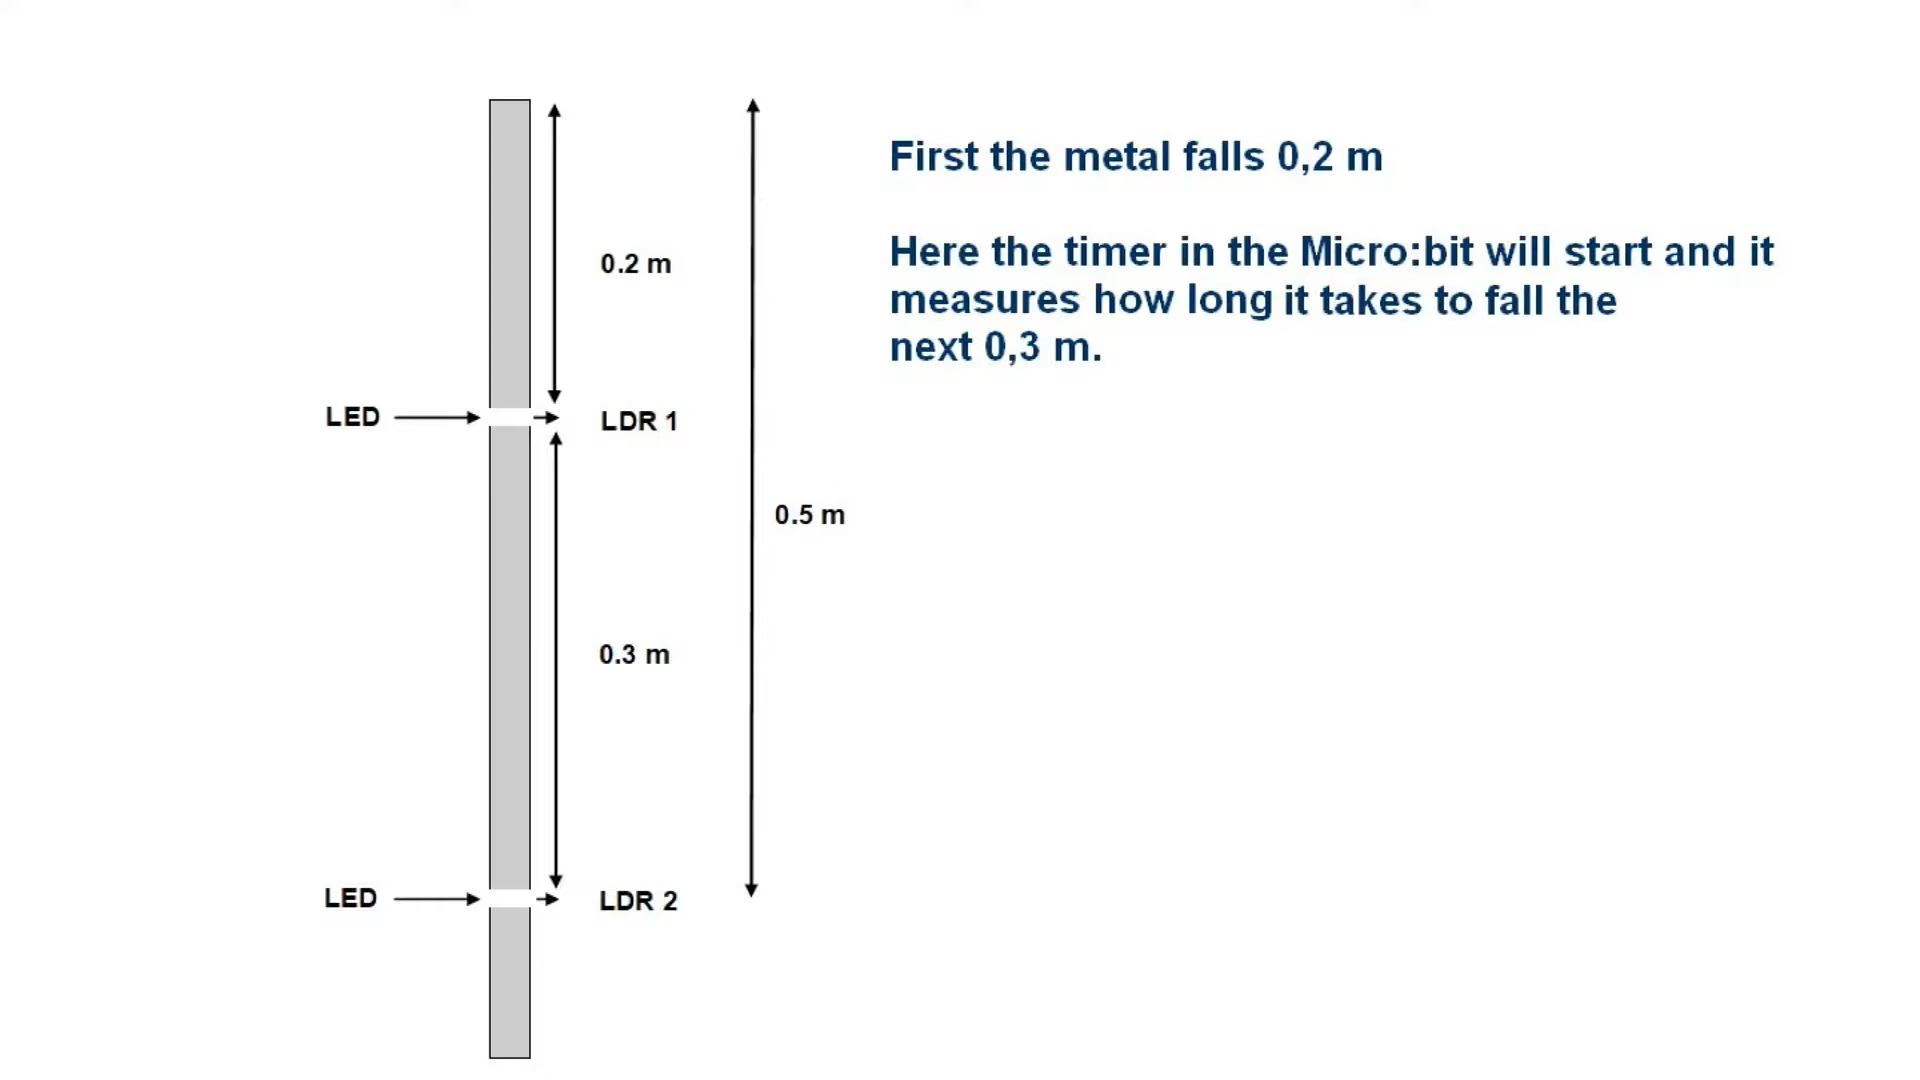 First the metal falls 0,2 m
Here the timer in the Micro:bit will start and it
measures how long it takes to fall the
next 0,3 m.
0.2 m
LED
LDR 1
0.5 m
0.3 m
LED
LDR 2